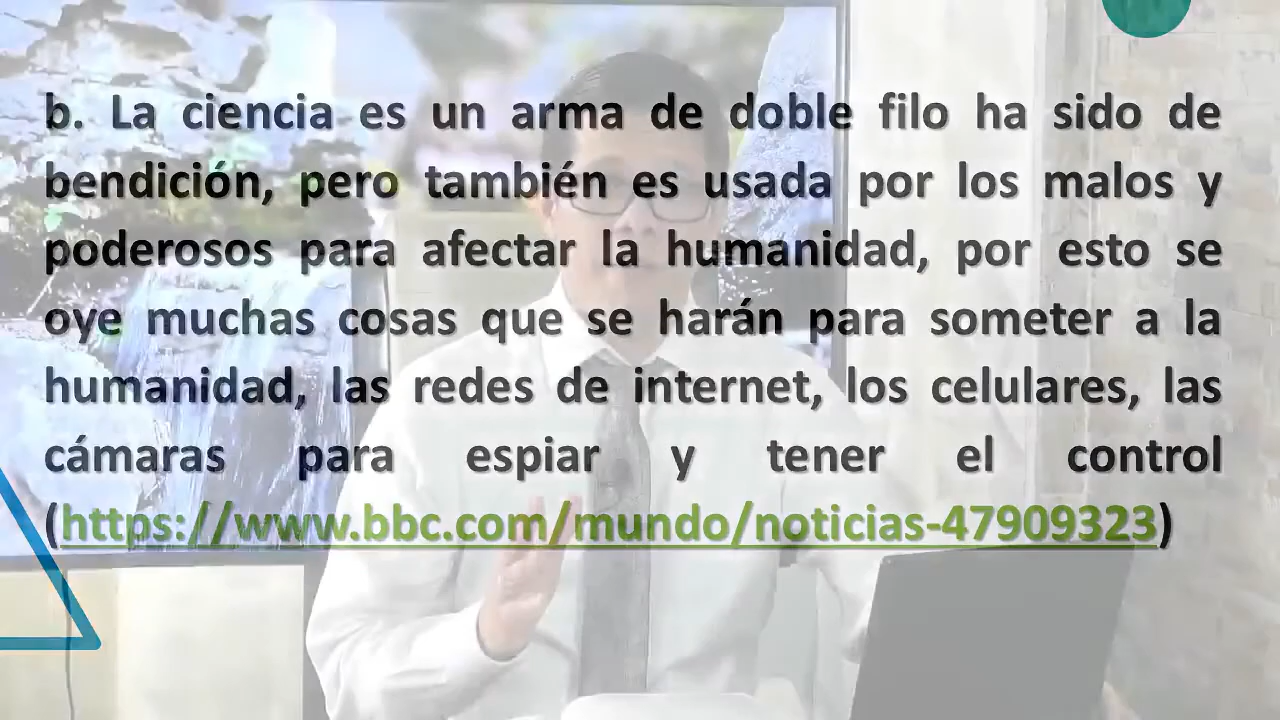 b. La ciencia es un arma de doble filo ha sido de
bendición, pero también es usada por los malos y
poderosos para afectar la humanidad, por esto se
oye muchas cosas que se harán para someter a la
humanidad, las redes de internet, los celulares, las
cámaras para espiar y tener el control
(https://www.bbc.com/mundo/noticias-47909323)